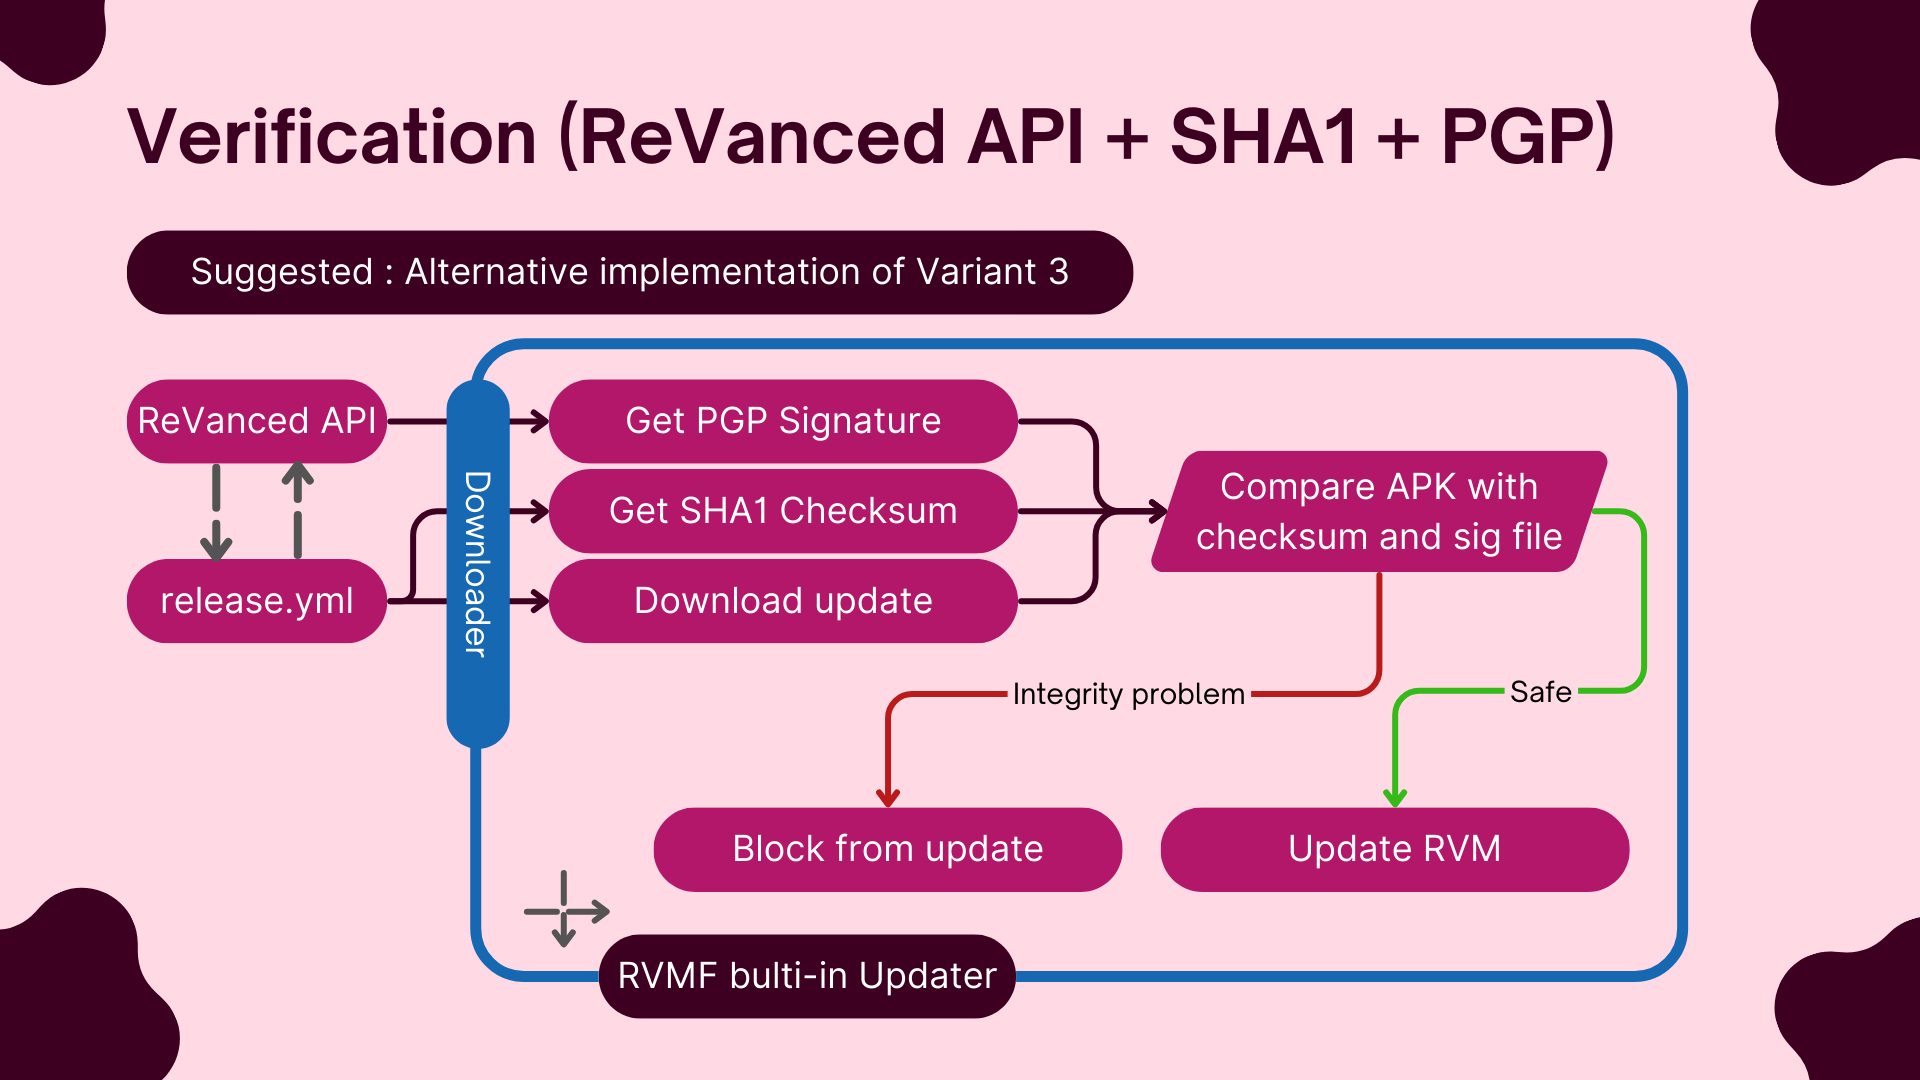 Verification (ReVanced API + SHA1 + PGP)
Suggested : Alternative implementation of Variant 3
ReVanced API
release.yml
Downloader
Get PGP Signature
Get SHA1 Checksum
Download update
Compare APK with
checksum and sig file
Integrity problem
Safe
Block from update
Update RVM
RVMF bulti-in Updater